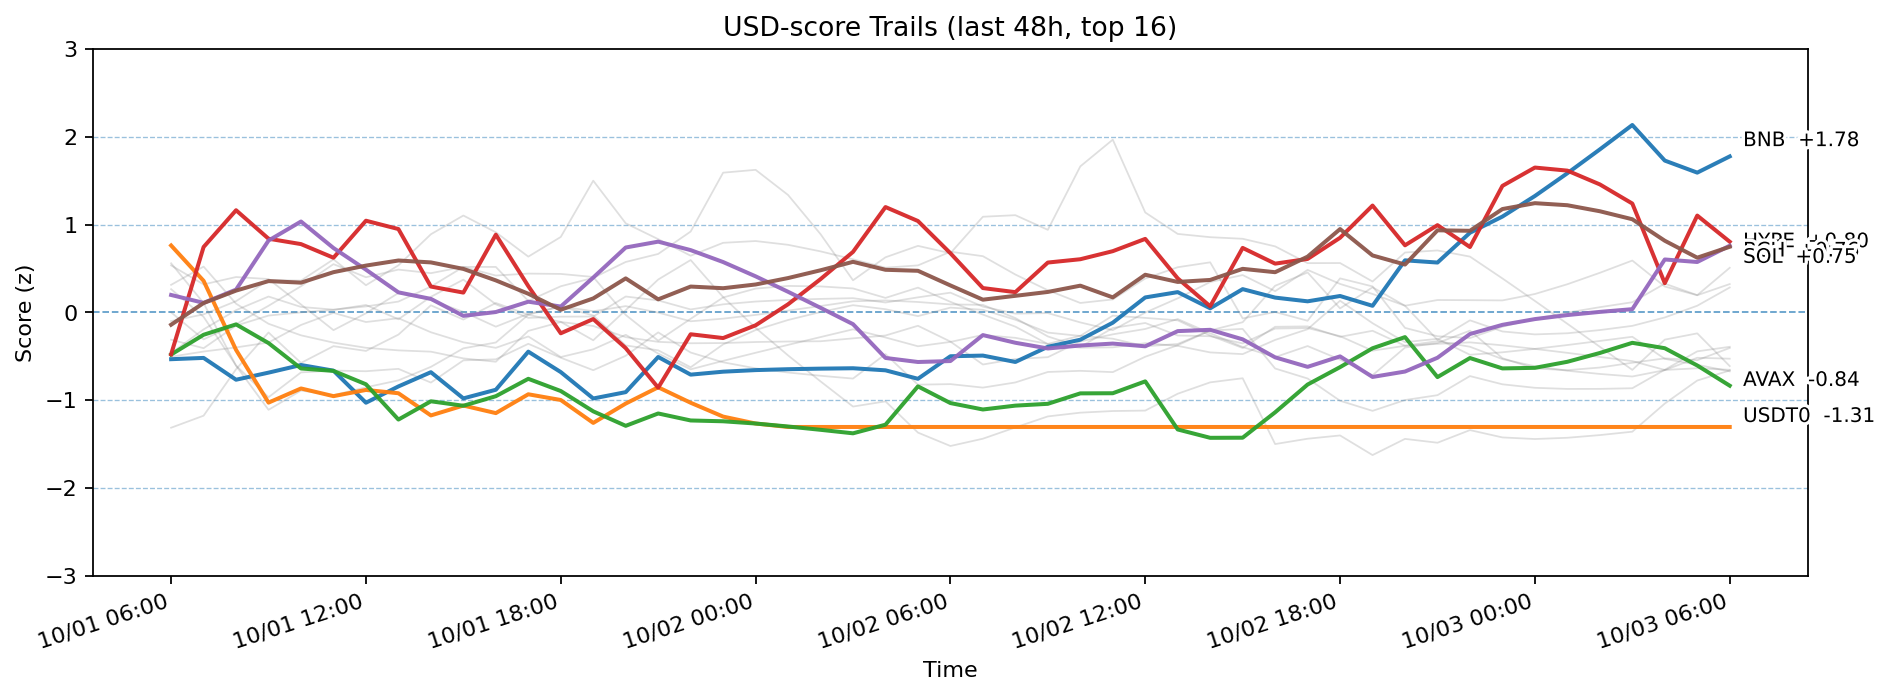 USD-score Trails (last 48h, top 16)
Score (z)
3
2
1
0
−1
−2
−3
BNB +1.78
SOL +0.75
AVAX -0.84
USDT0 -1.31
10/01 06:00
10/01 12:00
10/01 18:00
10/02 00:00
10/02 06:00
10/02 12:00
10/02 18:00
10/03 00:00
10/03 06:00
Time